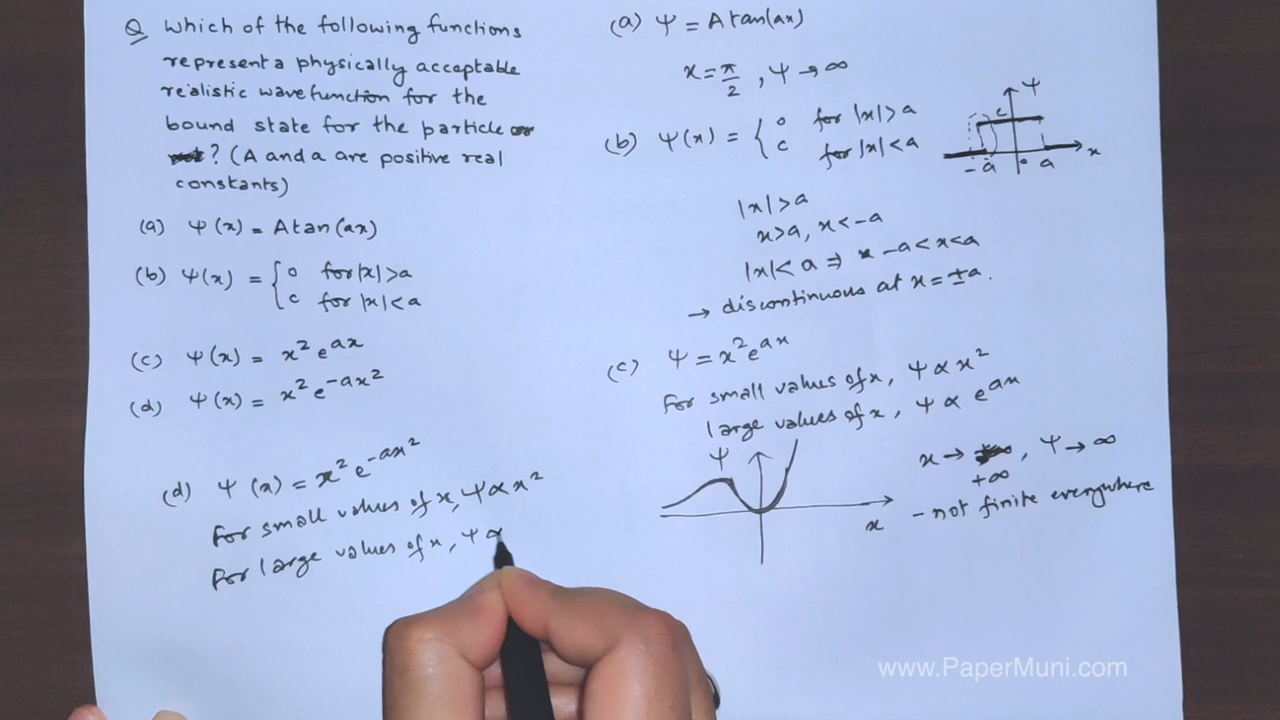 Q Which of the following functions
represent a physically acceptable
realistic wavefunction for the
bound state for the particle
? (A and a are positive real
constants)
(a) Ψ(x) = A tan(ax)
(b) Ψ(x) = { 0 for |x| > a
c for |x| < a
(c) Ψ(x) = x² e^ax
(d) Ψ(x) = x² e^-ax²
(d) Ψ(x) = x² e^-ax²
For small values of x, Ψ ∝ x²
For large values of x, Ψ ∝
(a) Ψ = A tan(ax)
x = π/2, Ψ → ∞
(b) Ψ(x) = { 0 for |x| > a
c for |x| < a
Ψ
c
-a 0 a x
|x| > a
x > a, x < -a
|x| < a ⇒ x -a < x < a
→ discontinuous at x = ±a.
(c) Ψ = x² e^ax
For small values of x, Ψ ∝ x²
large values of x, Ψ ∝ e^ax
Ψ
x
x → , Ψ → ∞
+∞
- not finite everywhere
www.PaperMuni.com